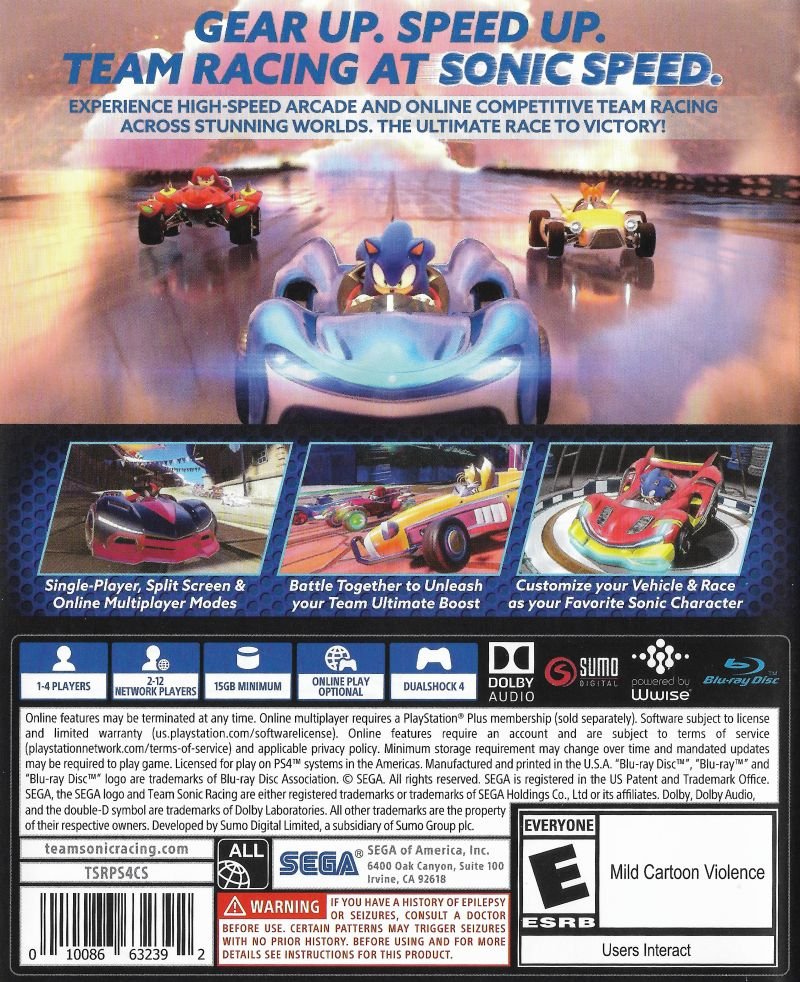 GEAR UP. SPEED UP.
TEAM RACING AT SONIC SPEED.
EXPERIENCE HIGH-SPEED ARCADE AND ONLINE COMPETITIVE TEAM RACING
ACROSS STUNNING WORLDS. THE ULTIMATE RACE TO VICTORY!
Single-Player, Split Screen &
Online Multiplayer Modes
Battle Together to Unleash
your Team Ultimate Boost
Customize your Vehicle & Race
as your Favorite Sonic Character
1-4 PLAYERS
2-12
NETWORK PLAYERS
15GB MINIMUM
ONLINE PLAY
OPTIONAL
DUALSHOCK 4
DOLBY
AUDIO
SUMO
DIGITAL
powered by
Wwise
Blu-ray Disc™
Online features may be terminated at any time. Online multiplayer requires a PlayStation® Plus membership (sold separately). Software subject to license
and limited warranty (us.playstation.com/softwarelicense). Online features require an account and are subject to terms of service
(playstationnetwork.com/terms-of-service) and applicable privacy policy. Minimum storage requirement may change over time and mandated updates
may be required to play game. Licensed for play on PS4™ systems in the Americas. Manufactured and printed in the U.S.A. "Blu-ray Disc™", "Blu-ray™" and
"Blu-ray Disc™" logo are trademarks of Blu-ray Disc Association. © SEGA. All rights reserved. SEGA is registered in the US Patent and Trademark Office.
SEGA, the SEGA logo and Team Sonic Racing are either registered trademarks or trademarks of SEGA Holdings Co., Ltd or its affiliates. Dolby, Dolby Audio,
and the double-D symbol are trademarks of Dolby Laboratories. All other trademarks are the property
of their respective owners. Developed by Sumo Digital Limited, a subsidiary of Sumo Group plc.
teamsonicracing.com
TSRPS4CS
ALL
SEGA®
SEGA of America, Inc.
6400 Oak Canyon, Suite 100
Irvine, CA 92618
WARNING IF YOU HAVE A HISTORY OF EPILEPSY
OR SEIZURES, CONSULT A DOCTOR
BEFORE USE. CERTAIN PATTERNS MAY TRIGGER SEIZURES
WITH NO PRIOR HISTORY. BEFORE USING AND FOR MORE
DETAILS SEE INSTRUCTIONS FOR THIS PRODUCT.
0 10086 63239 2
EVERYONE
E
ESRB
Mild Cartoon Violence
Users Interact